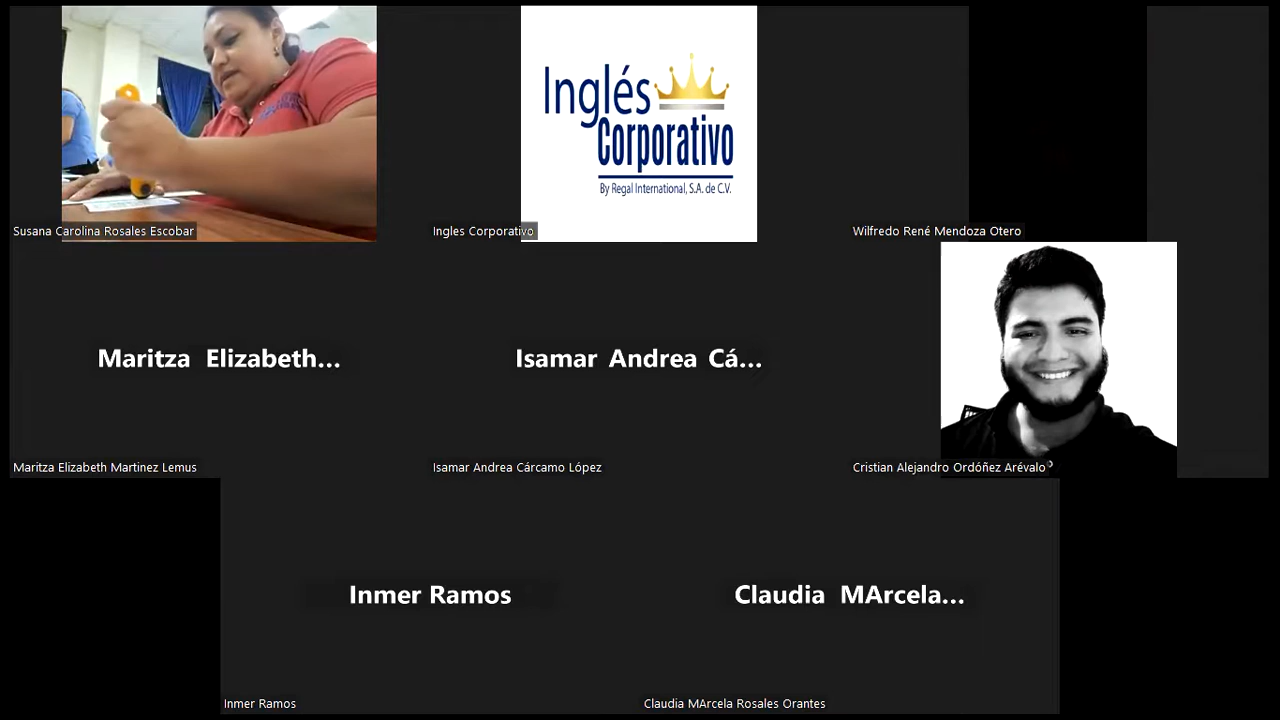 Inglés
Corporativo
By Regal International, S.A. de C.V.
Susana Carolina Rosales Escobar
Ingles Corporativo
Wilfredo René Mendoza Otero
Maritza Elizabeth...
Isamar Andrea Cá...
Maritza Elizabeth Martinez Lemus
Isamar Andrea Cárcamo López
Cristian Alejandro Ordóñez Arévalo
Inmer Ramos
Claudia MArcela...
Inmer Ramos
Claudia MArcela Rosales Orantes